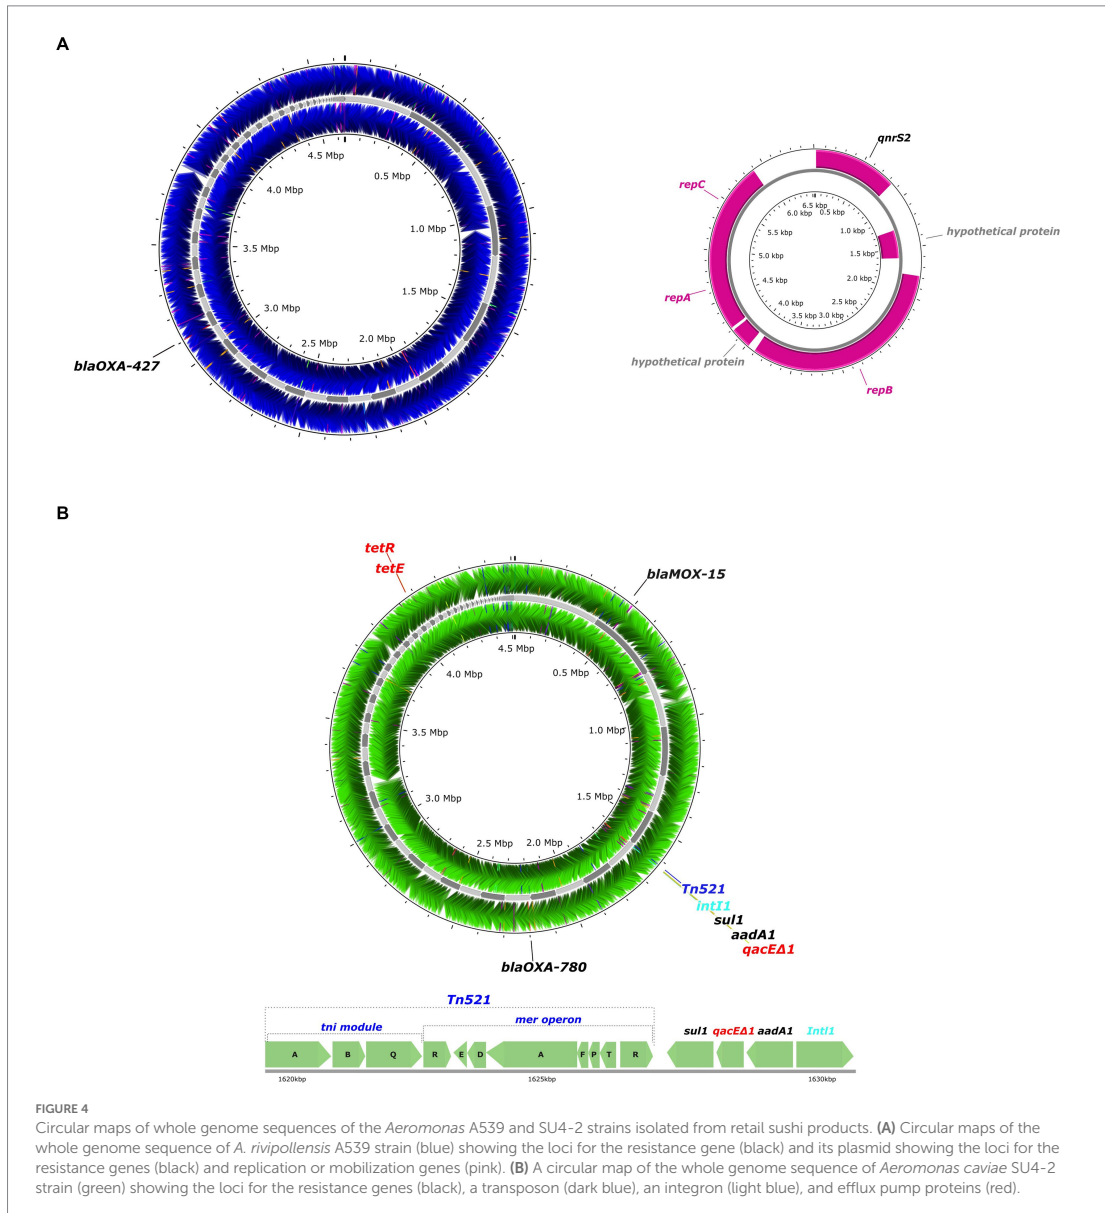 A
4.5 Mbp
0.5 Mbp
1.0 Mbp
1.5 Mbp
2.0 Mbp
2.5 Mbp
3.0 Mbp
3.5 Mbp
4.0 Mbp
blaOXA-427
qnrS2
repC
hypothetical protein
repA
hypothetical protein
repB
6.5 kbp
0.5 kbp
1.0 kbp
1.5 kbp
2.0 kbp
2.5 kbp
3.0 kbp
3.5 kbp
4.0 kbp
4.5 kbp
5.0 kbp
5.5 kbp
6.0 kbp
B
tetR
tetE
blaMOX-15
4.5 Mbp
0.5 Mbp
1.0 Mbp
1.5 Mbp
2.0 Mbp
2.5 Mbp
3.0 Mbp
3.5 Mbp
4.0 Mbp
Tn521
intI1
sul1
aadA1
qacEΔ1
blaOXA-780
Tn521
tni module
mer operon
sul1 qacEΔ1 aadA1 IntI1
A B Q R E D A F P T R
1620kbp 1625kbp 1630kbp
FIGURE 4
Circular maps of whole genome sequences of the Aeromonas A539 and SU4-2 strains isolated from retail sushi products. (A) Circular maps of the
whole genome sequence of A. rivipollensis A539 strain (blue) showing the loci for the resistance gene (black) and its plasmid showing the loci for the
resistance genes (black) and replication or mobilization genes (pink). (B) A circular map of the whole genome sequence of Aeromonas caviae SU4-2
strain (green) showing the loci for the resistance genes (black), a transposon (dark blue), an integron (light blue), and efflux pump proteins (red).